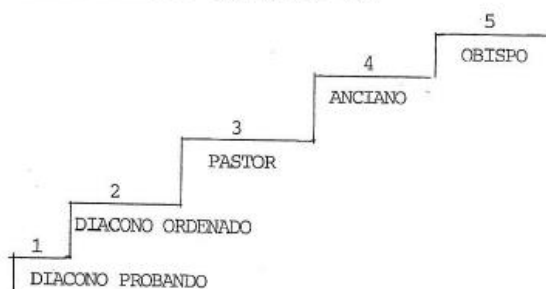 5
OBISPO
4
ANCIANO
3
PASTOR
2
DIACONO ORDENADO
1
DIACONO PROBANDO